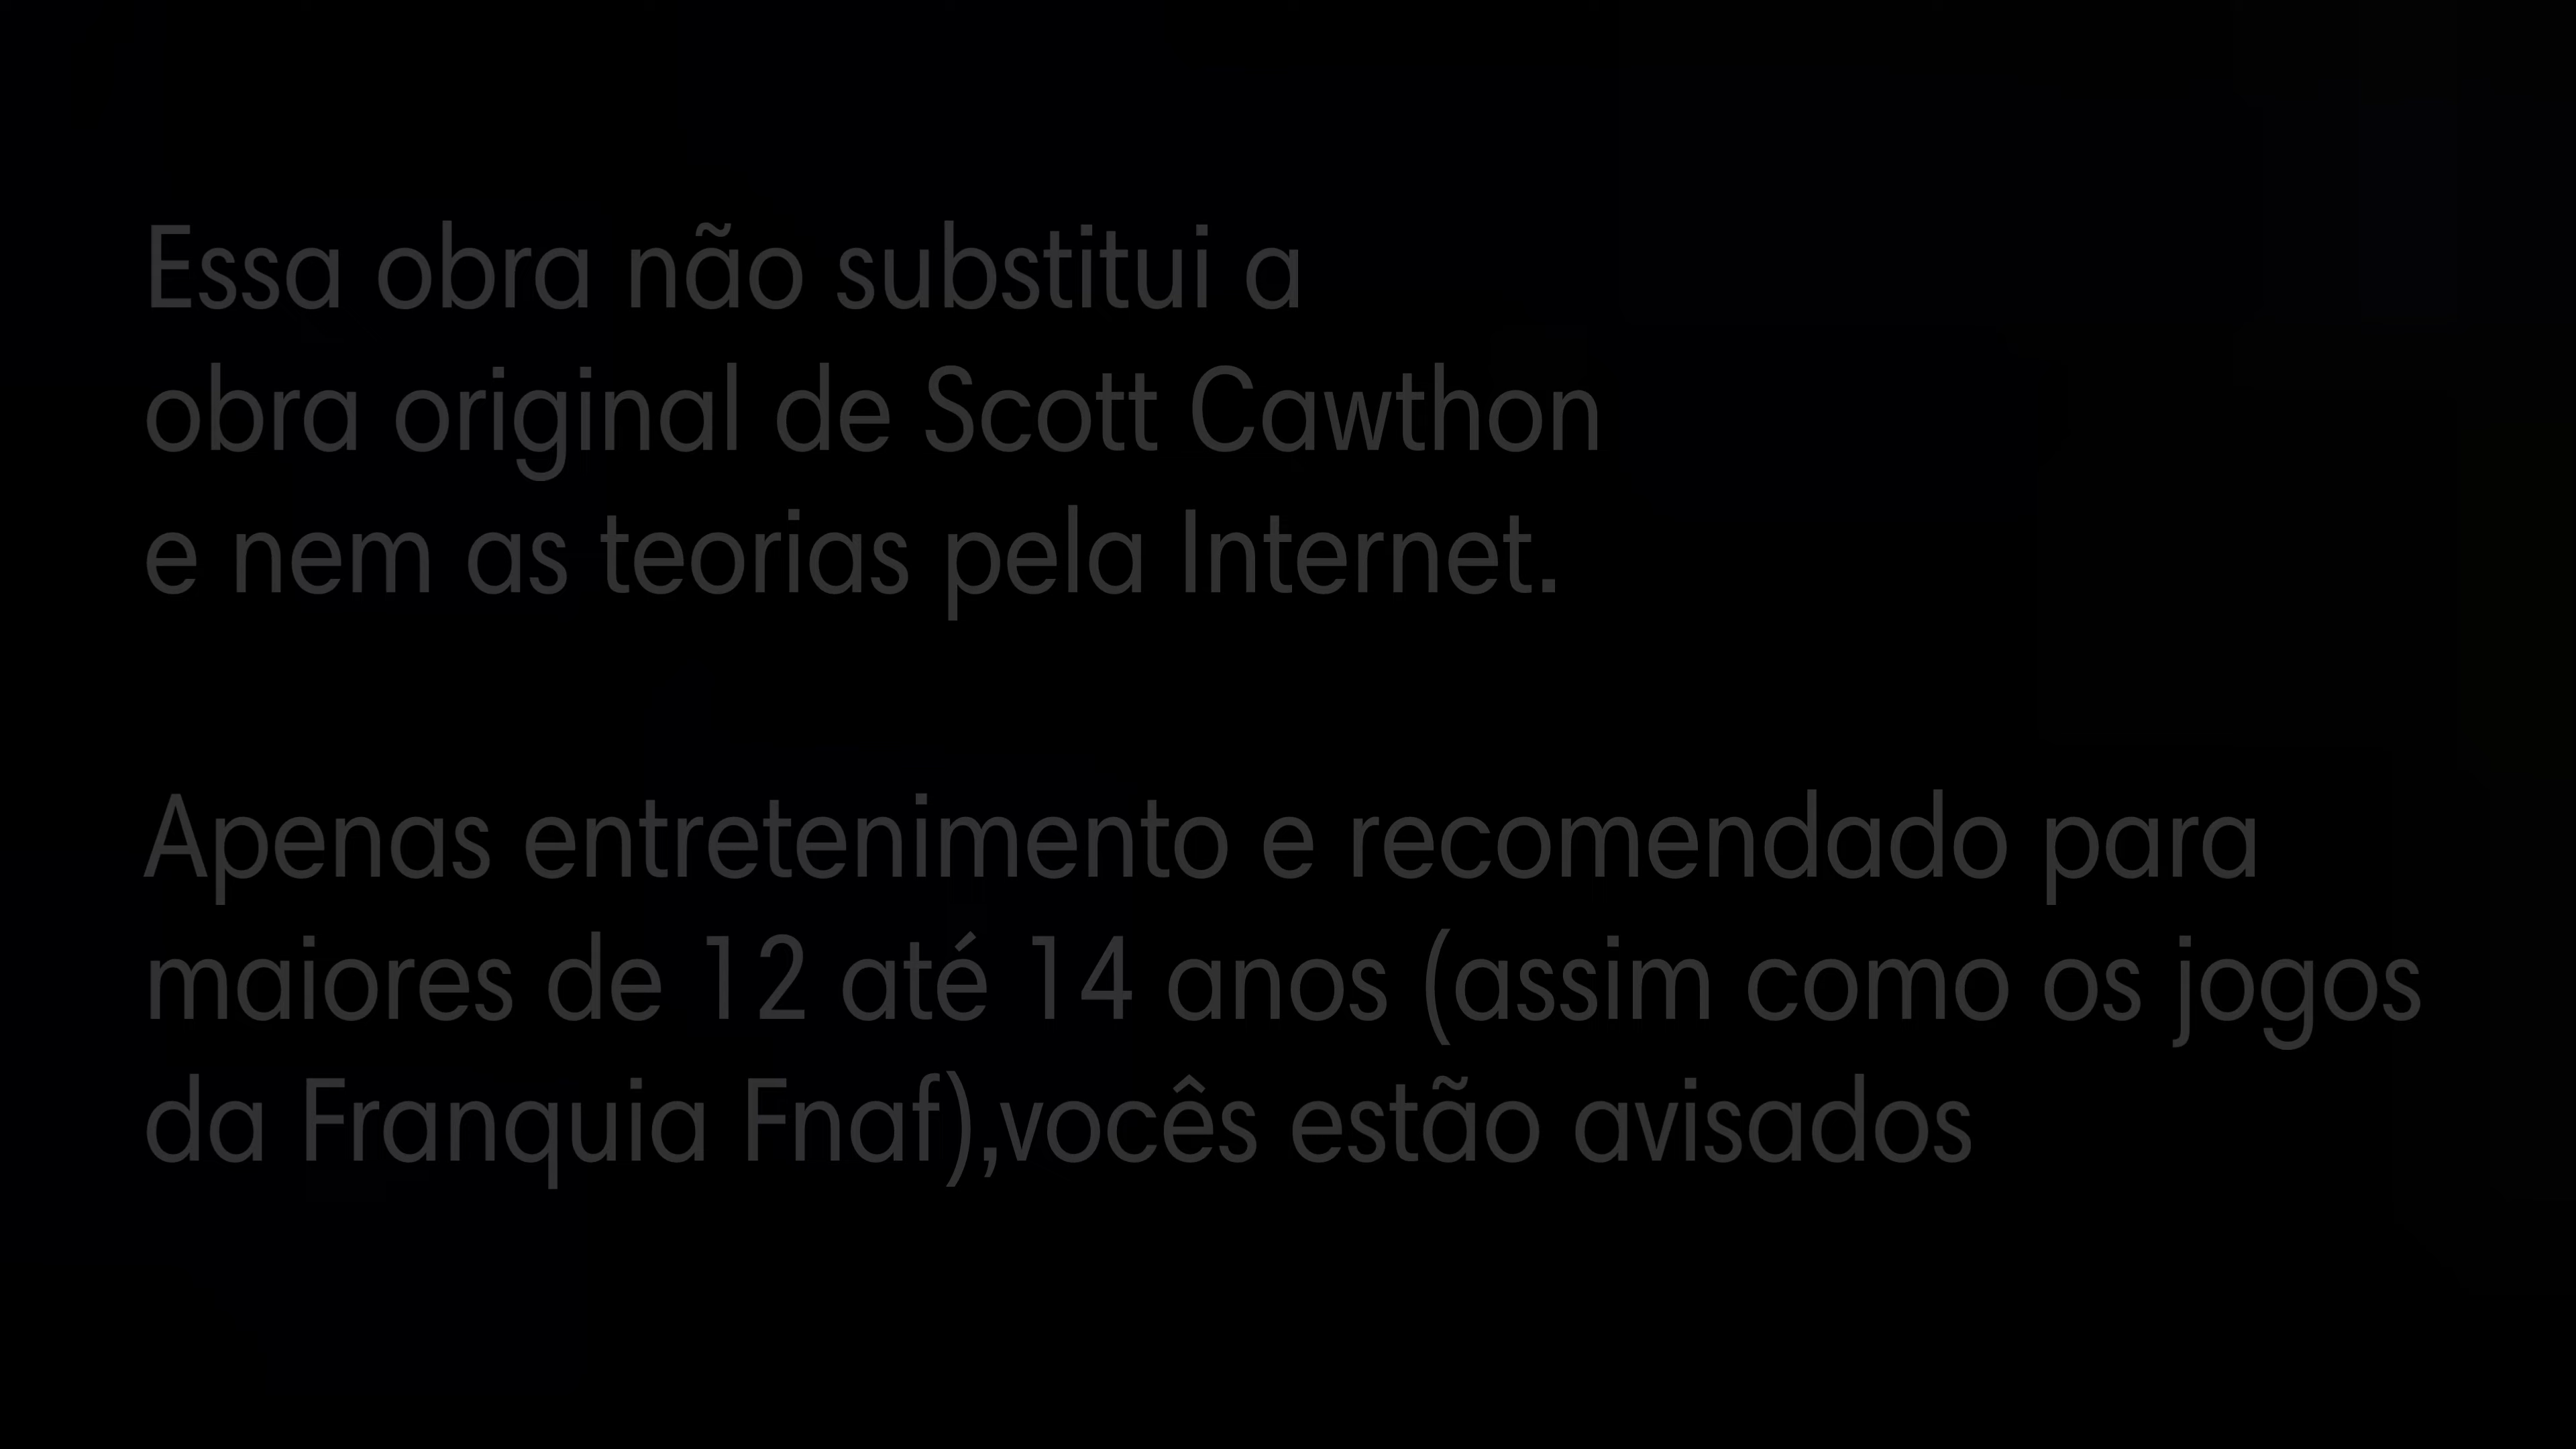 Essa obra não substitui a
obra original de Scott Cawthon
e nem as teorias pela Internet.
Apenas entretenimento e recomendado para
maiores de 12 até 14 anos (assim como os jogos
da Franquia Fnaf),vocês estão avisados